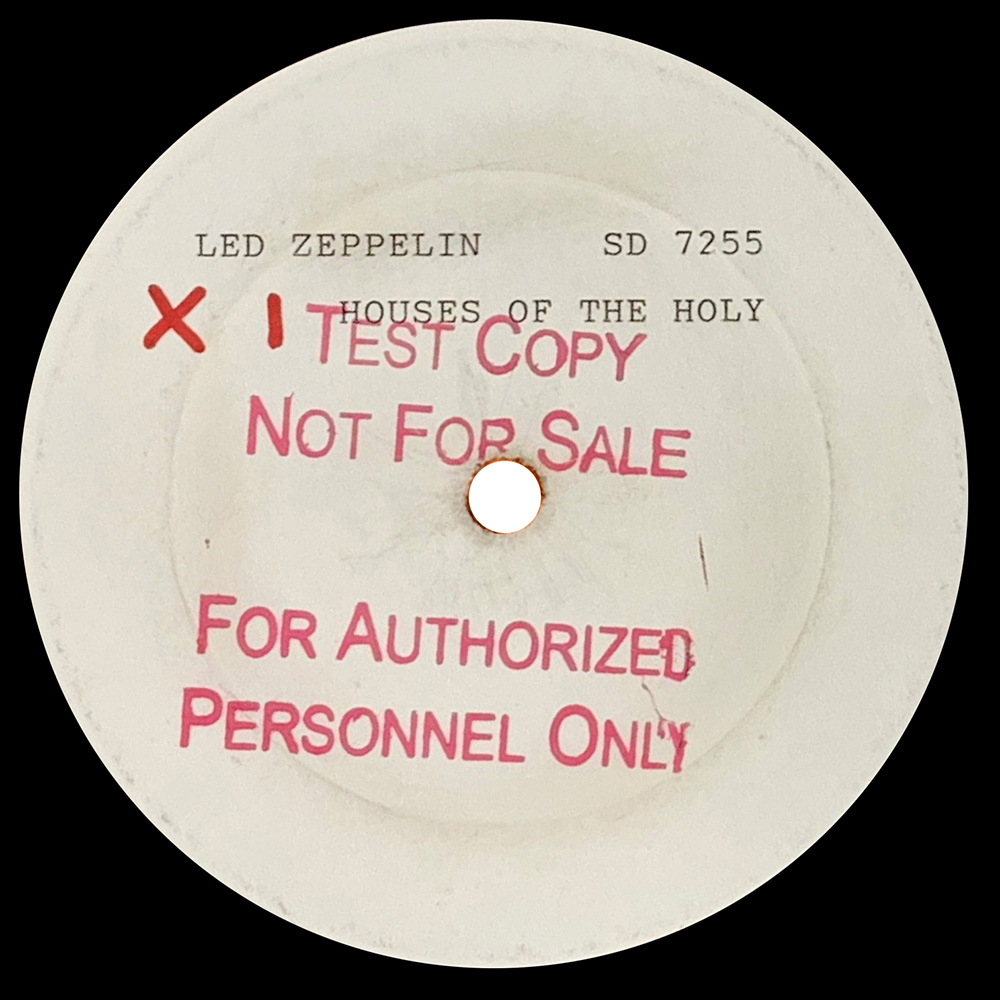 LED ZEPPELIN SD 7255
HOUSES OF THE HOLY
X I
TEST COPY
NOT FOR SALE
FOR AUTHORIZED
PERSONNEL ONLY